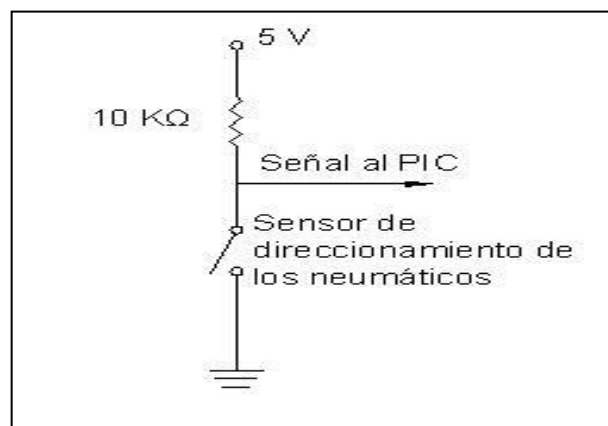 5 V
10 KΩ
Señal al PIC
Sensor de
direccionamiento de
los neumáticos